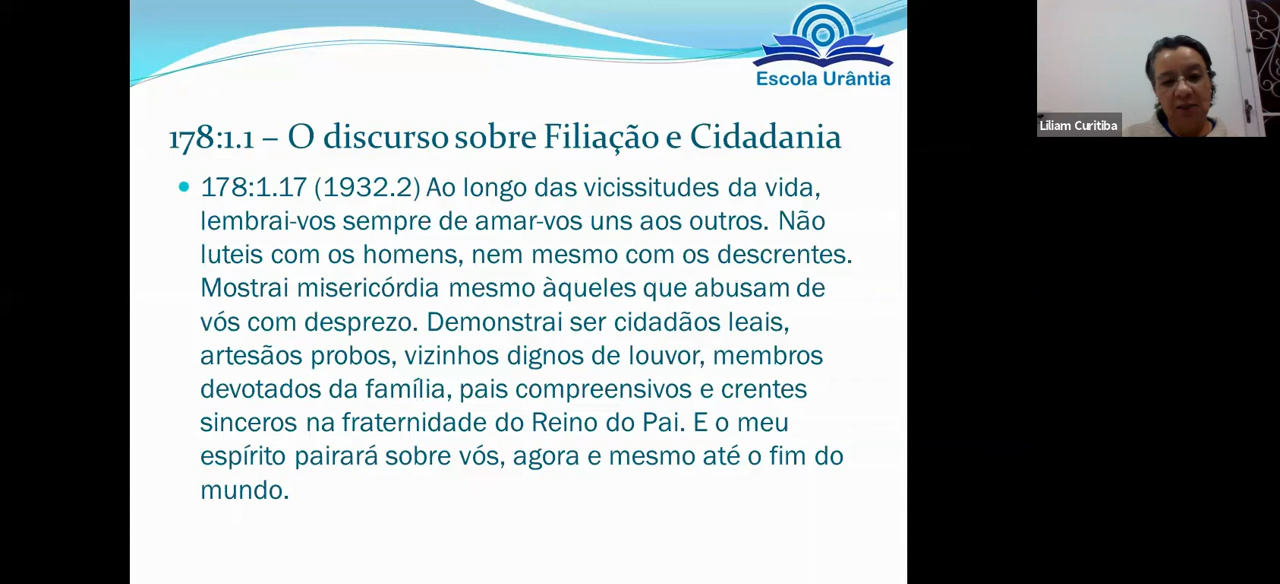 Escola Urântia
Liliam Curitiba
178:1.1 – O discurso sobre Filiação e Cidadania
• 178:1.17 (1932.2) Ao longo das vicissitudes da vida,
lembrai-vos sempre de amar-vos uns aos outros. Não
luteis com os homens, nem mesmo com os descrentes.
Mostrai misericórdia mesmo àqueles que abusam de
vós com desprezo. Demonstrai ser cidadãos leais,
artesãos probos, vizinhos dignos de louvor, membros
devotados da família, pais compreensivos e crentes
sinceros na fraternidade do Reino do Pai. E o meu
espírito pairará sobre vós, agora e mesmo até o fim do
mundo.